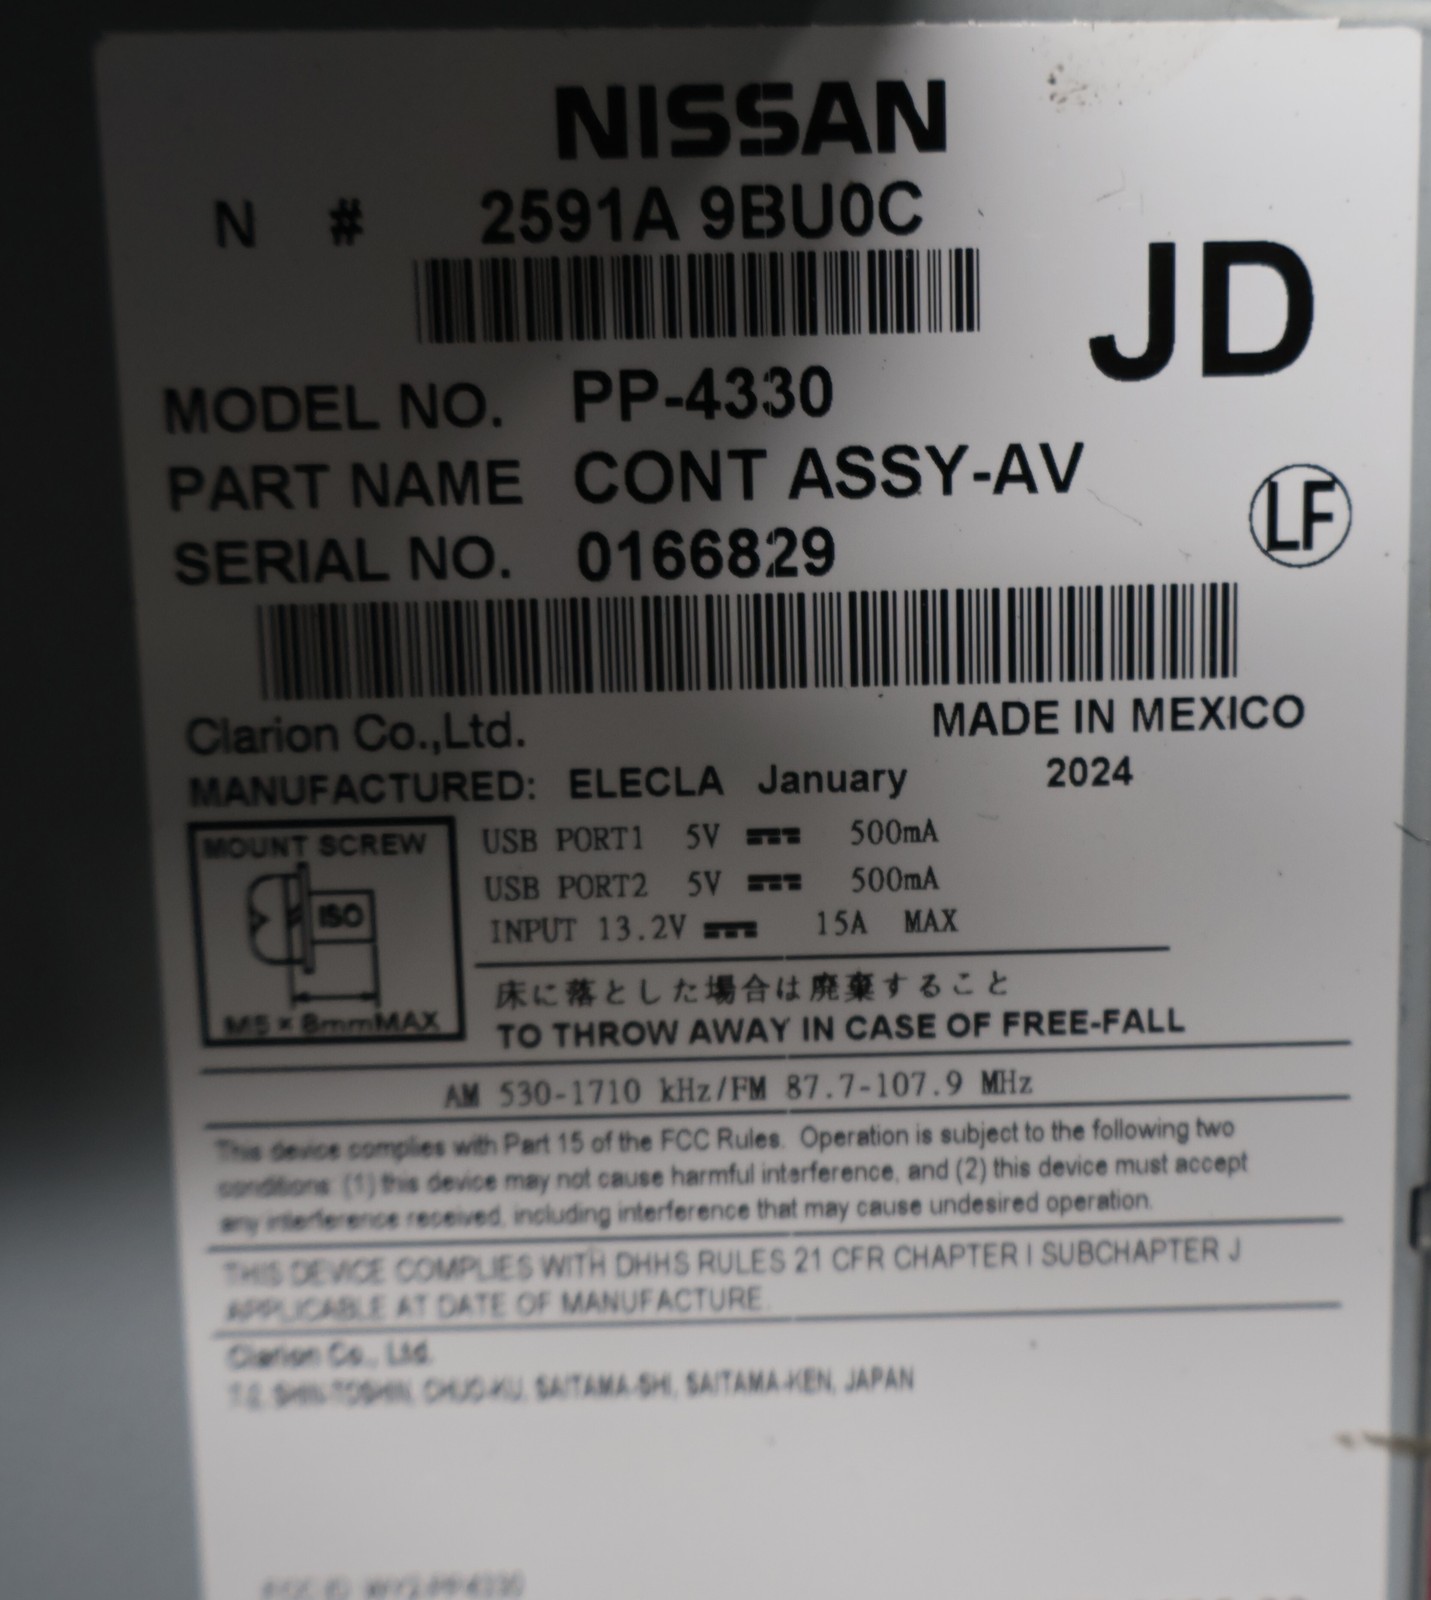 NISSAN
N # 2591A 9BU0C
JD
MODEL NO. PP-4330
PART NAME CONT ASSY-AV
LF
SERIAL NO. 0166829
Clarion Co.,Ltd. MADE IN MEXICO
MANUFACTURED: ELECLA January 2024
MOUNT SCREW
ISO
M5 × 8mmMAX
USB PORT1 5V 500mA
USB PORT2 5V 500mA
INPUT 13.2V 15A MAX
床に落とした場合は廃棄すること
TO THROW AWAY IN CASE OF FREE-FALL
AM 530-1710 kHz/FM 87.7-107.9 MHz
This device complies with Part 15 of the FCC Rules. Operation is subject to the following two
conditions: (1) this device may not cause harmful interference, and (2) this device must accept
any interference received, including interference that may cause undesired operation.
THIS DEVICE COMPLIES WITH DHHS RULES 21 CFR CHAPTER I SUBCHAPTER J
APPLICABLE AT DATE OF MANUFACTURE.
Clarion Co., Ltd.
SHIN-TOSHIN, CHUO-KU, SAITAMA-SHI, SAITAMA-KEN, JAPAN